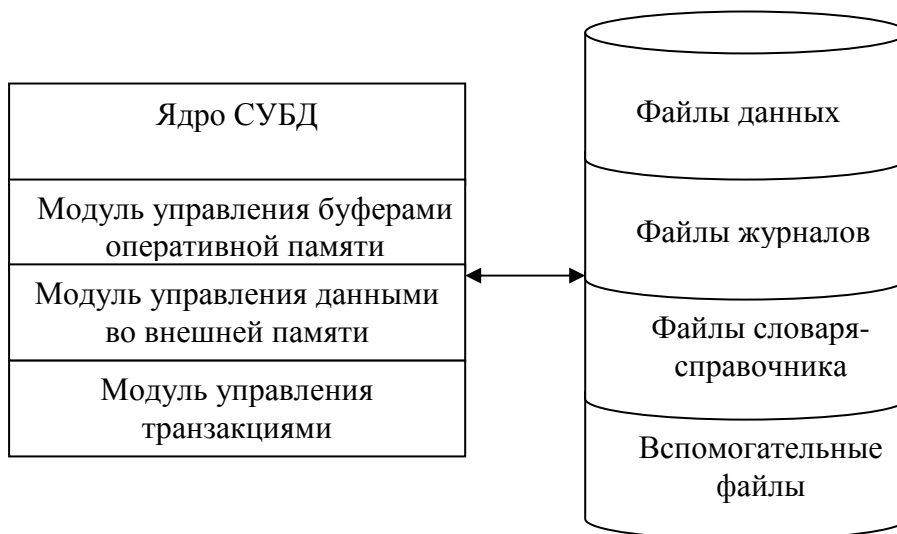 Ядро СУБД
Модуль управления буферами
оперативной памяти
Модуль управления данными
во внешней памяти
Модуль управления
транзакциями
Файлы данных
Файлы журналов
Файлы словаря-
справочника
Вспомогательные
файлы